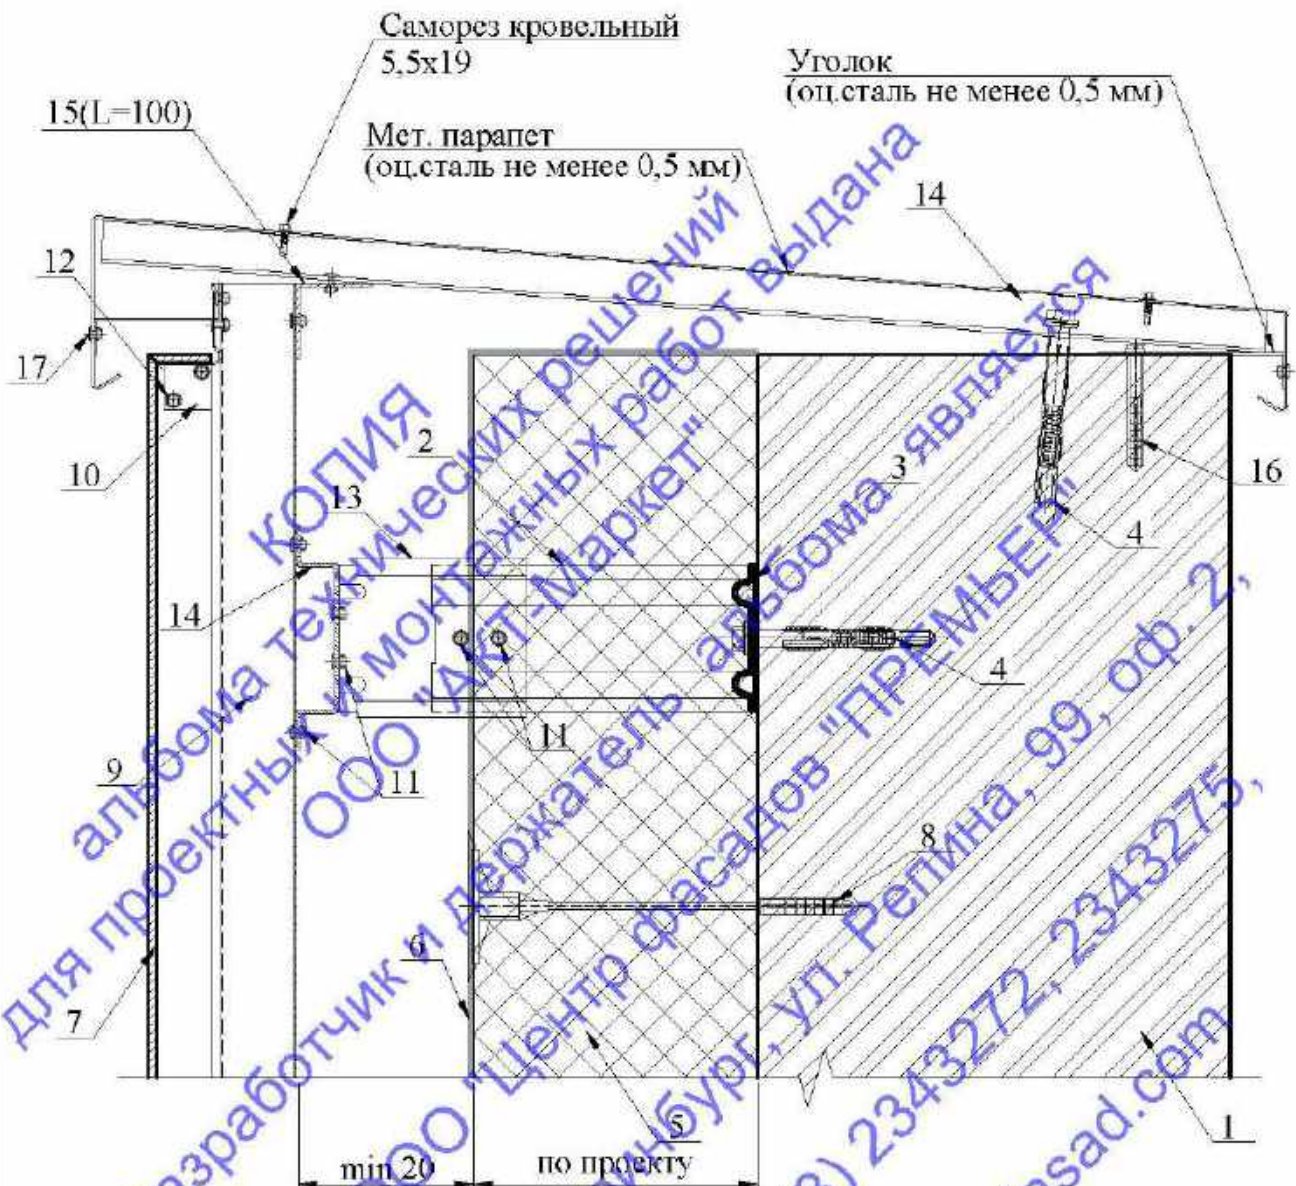 Саморез кровельный
5,5х19
Уголок
(оц.сталь не менее 0,5 мм)
15(L=100)
Мет. парапет
(оц.сталь не менее 0,5 мм)
14
12
17
10
2
13
3
16
4
14
4
11
11
9
8
6
7
5
1
min 20
по проекту
КОПИЯ
альбома технических решений
для проектных и монтажных работ выдана
ООО "АКТ-Маркет"
разработчик и держатель альбома является
ООО "Центр фасадов "ПРЕМЬЕР"
ул. Репина, 99, оф. 2,
2343272, 2343275,